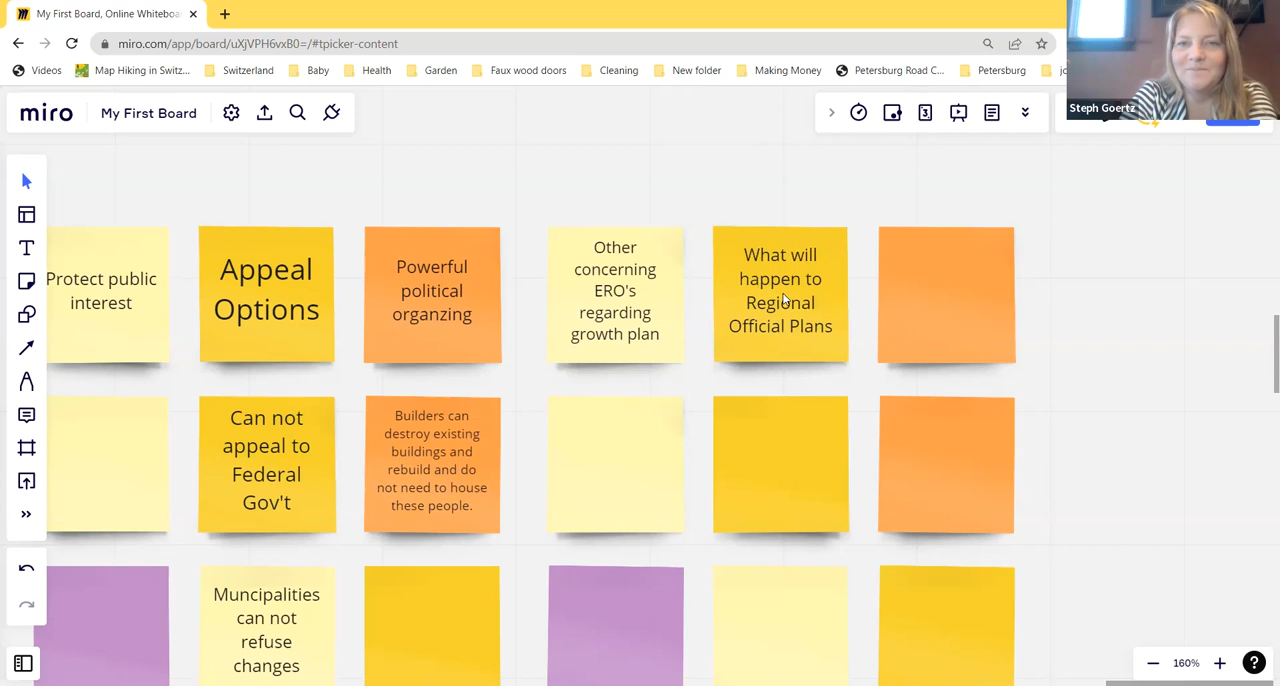 My First Board, Online Whiteboa
miro.com/app/board/uXjVPH6vxB0=/#tpicker-content
Videos Map Hiking in Switz... Switzerland Baby Health Garden Faux wood doors Cleaning New folder Making Money Petersburg Road C... Petersburg jo
miro My First Board
Steph Goertz
Protect public
interest
Appeal
Options
Powerful
political
organzing
Other
concerning
ERO's
regarding
growth plan
What will
happen to
Regional
Official Plans
Can not
appeal to
Federal
Gov't
Builders can
destroy existing
buildings and
rebuild and do
not need to house
these people.
Muncipalities
can not
refuse
changes
160%